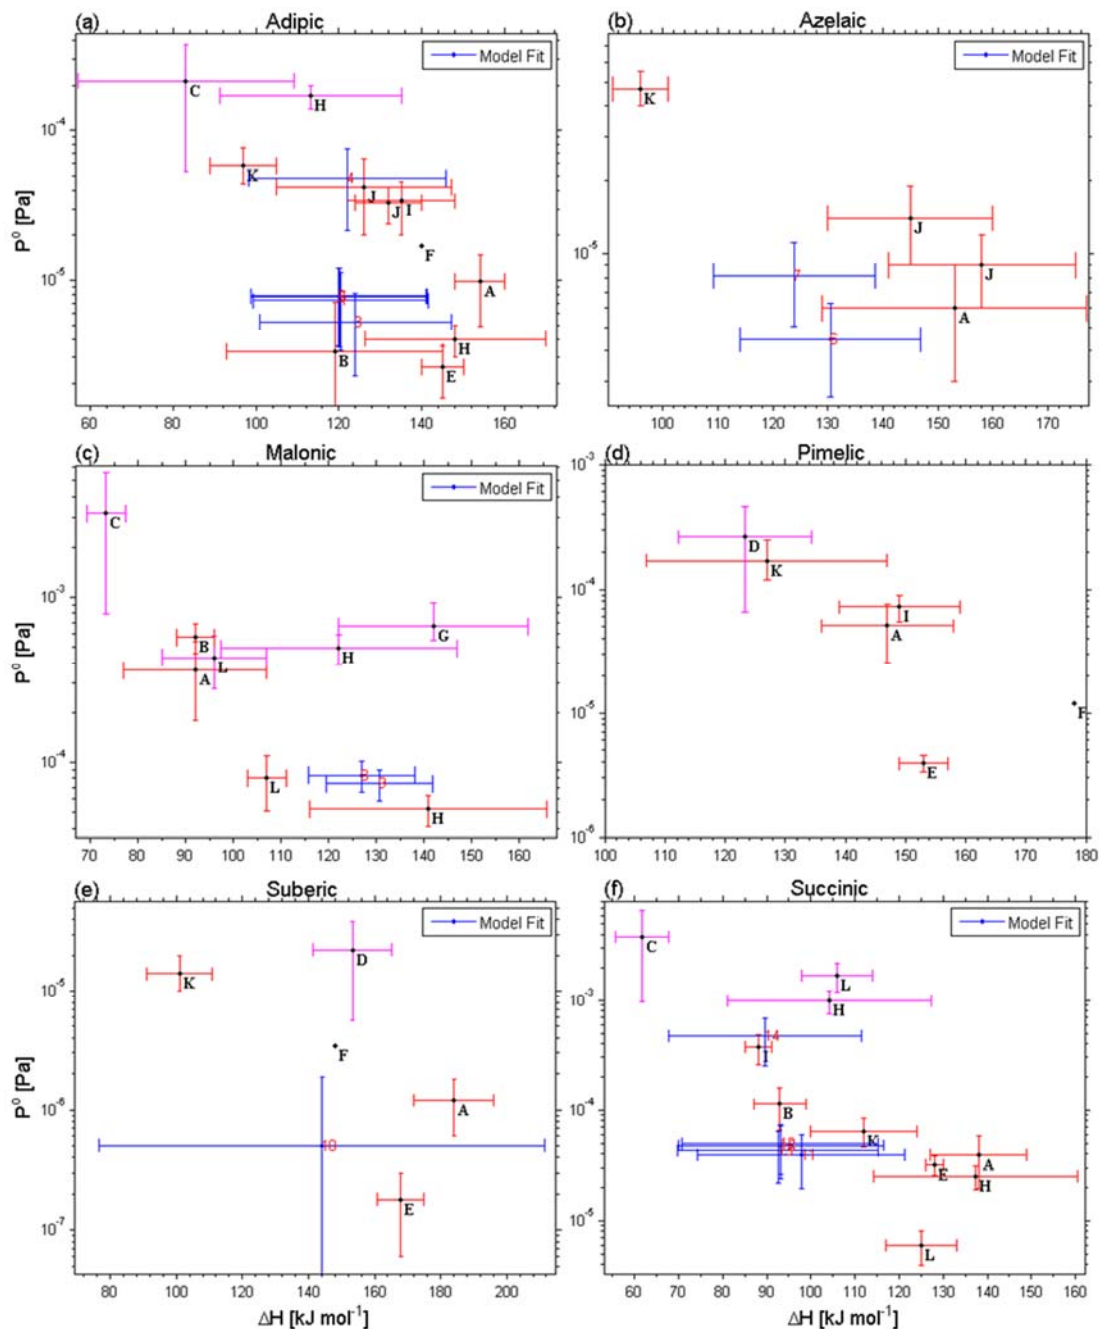 (a) Adipic
(b) Azelaic
Model Fit
Model Fit
C
H
K
4
J
J
I
F
A
3
B
H
E
K
J
J
7
A
P⁰ [Pa]
10⁻⁴
10⁻⁵
10⁻⁵
60 80 100 120 140 160
100 110 120 130 140 150 160 170
(c) Malonic
(d) Pimelic
Model Fit
C
B
L
A
H
G
L
H
D
K
I
A
F
E
P⁰ [Pa]
10⁻³
10⁻⁴
10⁻³
10⁻⁴
10⁻⁵
10⁻⁶
70 80 90 100 110 120 130 140 150 160
100 110 120 130 140 150 160 170 180
(e) Suberic
(f) Succinic
Model Fit
Model Fit
K
D
F
A
10
E
C
L
H
14
I
B
K
A
E
H
L
P⁰ [Pa]
10⁻⁵
10⁻⁶
10⁻⁷
10⁻³
10⁻⁴
10⁻⁵
80 100 120 140 160 180 200
60 70 80 90 100 110 120 130 140 150 160
ΔH [kJ mol⁻¹]
ΔH [kJ mol⁻¹]